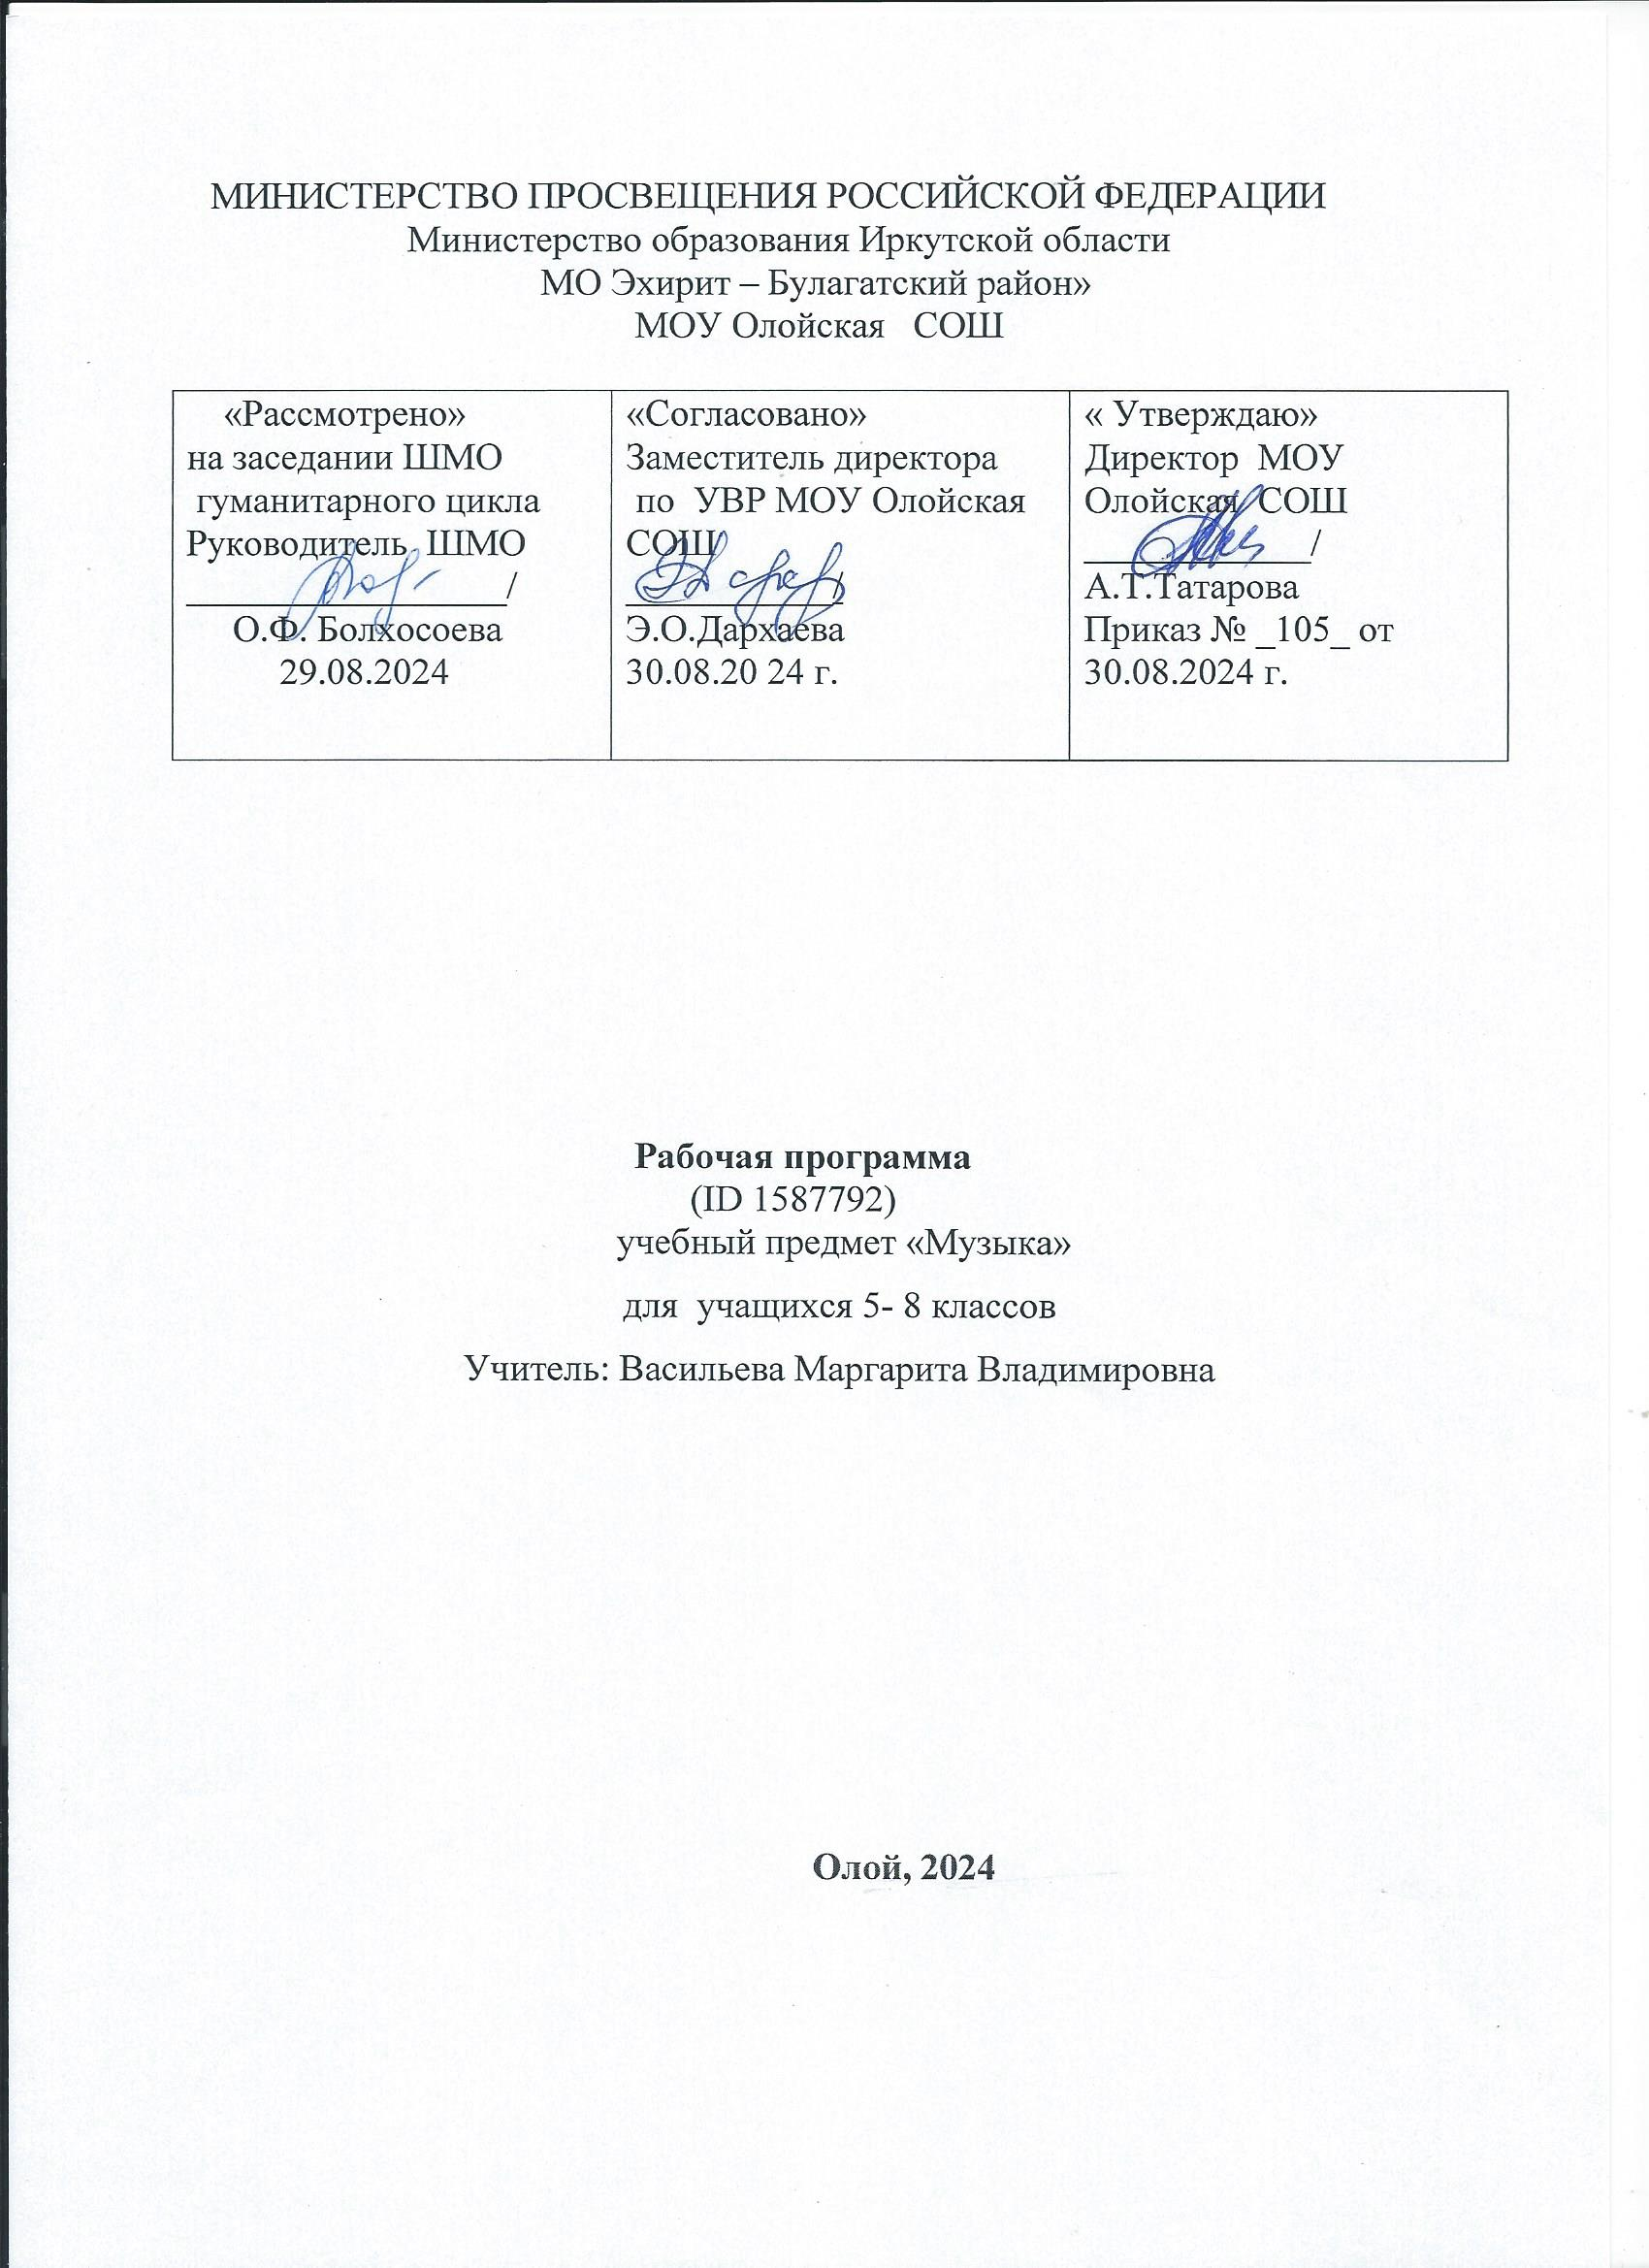 МИНИСТЕРСТВО ПРОСВЕЩЕНИЯ РОССИЙСКОЙ ФЕДЕРАЦИИ
Министерство образования Иркутской области
МО Эхирит – Булагатский район»
МОУ Олойская СОШ
«Рассмотрено»
на заседании ШМО
гуманитарного цикла
Руководитель ШМО
/
О.Ф. Болхосоева
29.08.2024
«Согласовано»
Заместитель директора
по УВР МОУ Олойская
СОШ
/
Э.О.Дархаева
30.08.20 24 г.
« Утверждаю»
Директор МОУ
Олойская СОШ
/
А.Т.Татарова
Приказ № _105_ от
30.08.2024 г.
Рабочая программа
(ID 1587792)
учебный предмет «Музыка»
для учащихся 5- 8 классов
Учитель: Васильева Маргарита Владимировна
Олой, 2024